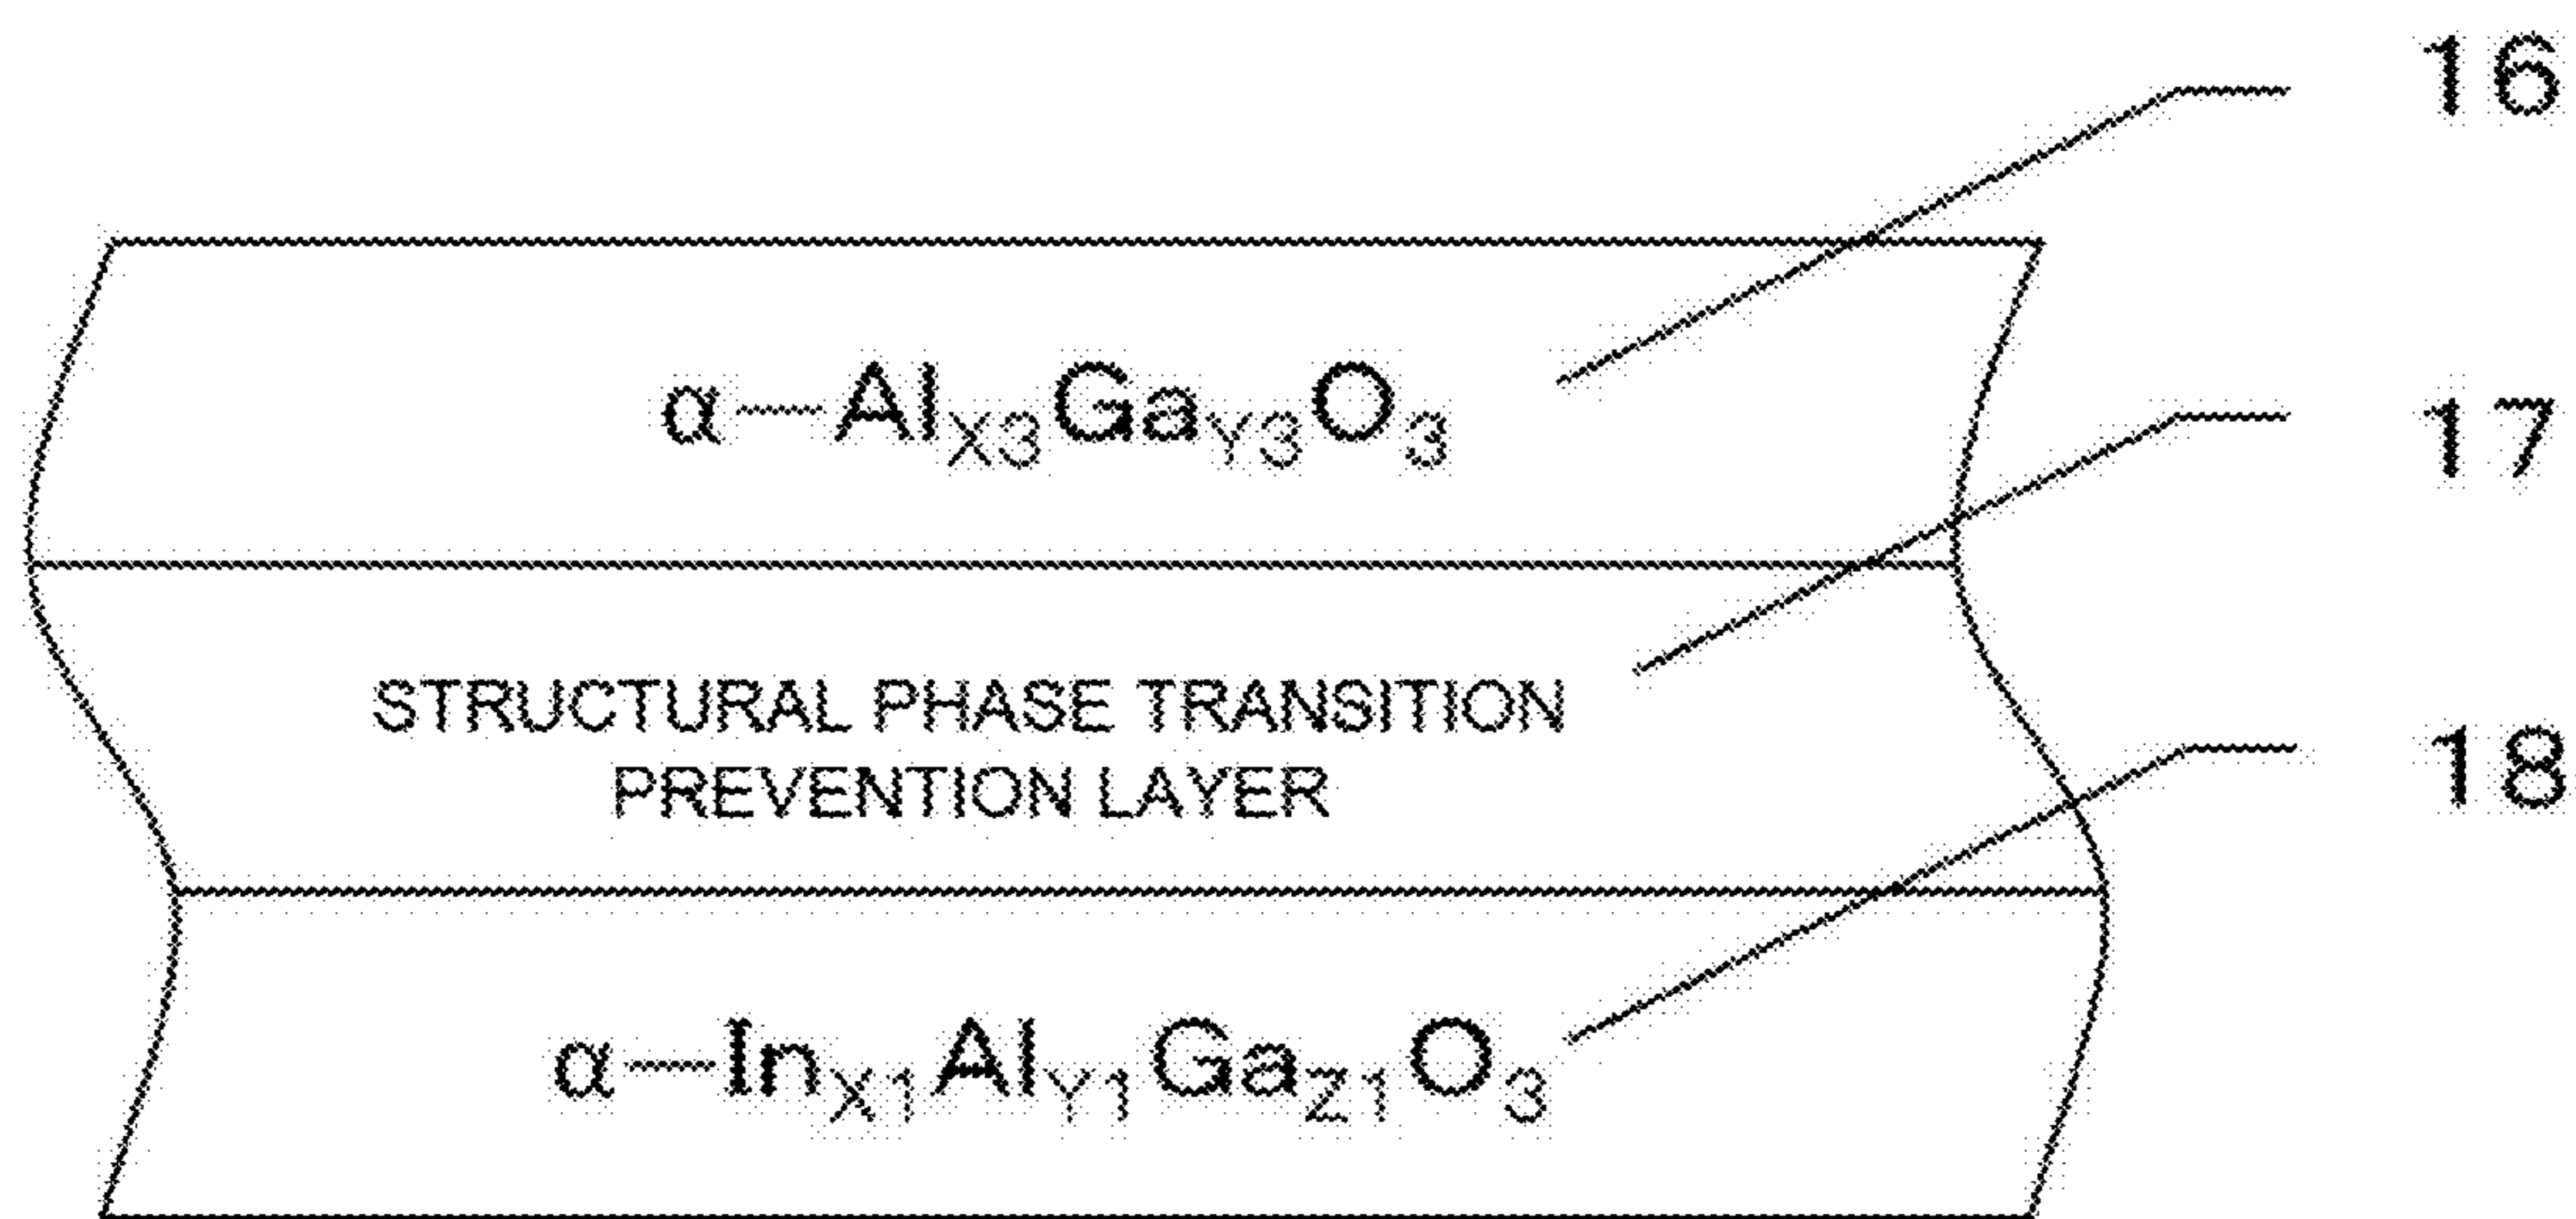 16
α—Al_X3Ga_Y3O_3
17
STRUCTURAL PHASE TRANSITION
PREVENTION LAYER
18
α—In_X1Al_Y1Ga_Z1O_3